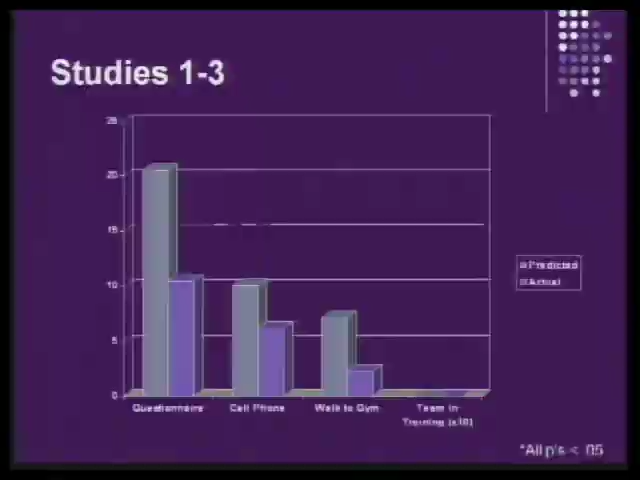 Studies 1-3
25
20
15
10
5
0
Predicted
Actual
Questionnaire
Cell Phone
Walk to Gym
Team in
Training (x10)
*All p's < .05